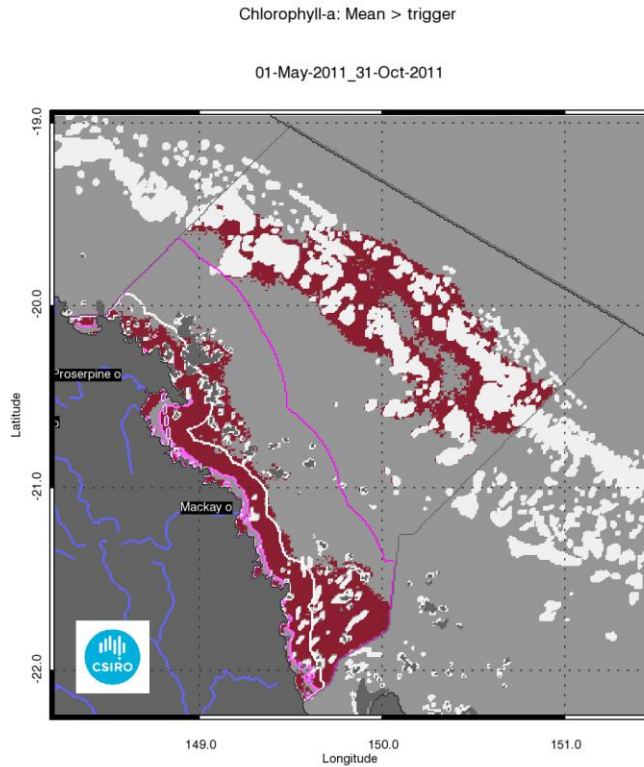 Chlorophyll-a: Mean > trigger
01-May-2011_31-Oct-2011
19.0
20.0
Proserpine o
Latitude
21.0
Mackay o
CSIRO
22.0
149.0
150.0
151.0
Longitude